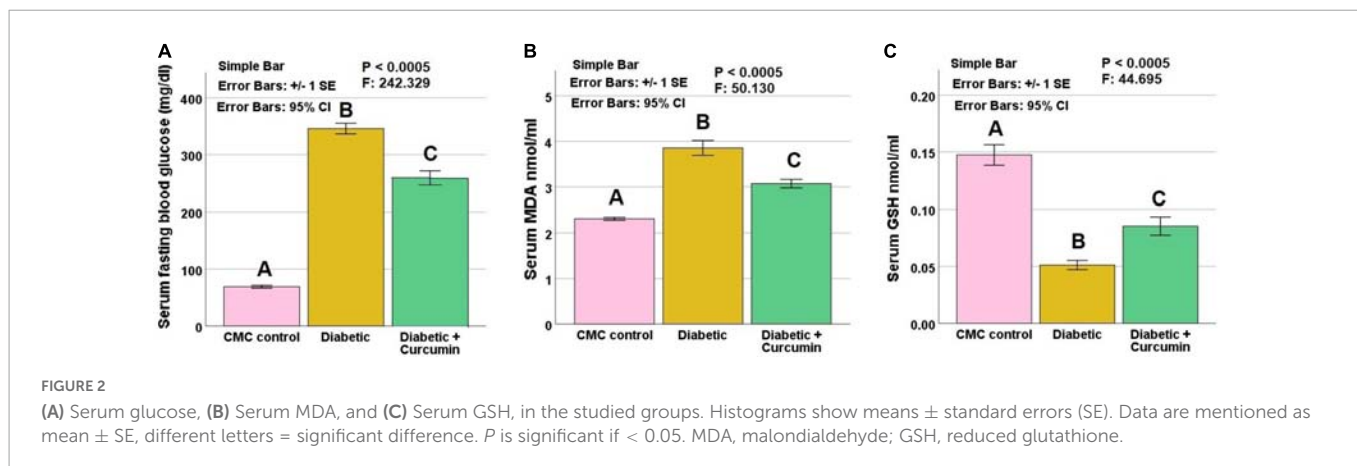 A
Simple Bar
Error Bars: +/- 1 SE
Error Bars: 95% CI
P < 0.0005
F: 242.329
Serum fasting blood glucose (mg/dl)
400
300
200
100
0
A
B
C
CMC control
Diabetic
Diabetic +
Curcumin
B
Simple Bar
Error Bars: +/- 1 SE
Error Bars: 95% CI
P < 0.0005
F: 50.130
Serum MDA nmol/ml
5
4
3
2
1
0
A
B
C
CMC control
Diabetic
Diabetic +
Curcumin
C
Simple Bar
Error Bars: +/- 1 SE
Error Bars: 95% CI
P < 0.0005
F: 44.695
Serum GSH nmol/ml
0.20
0.15
0.10
0.05
0.00
A
B
C
CMC control
Diabetic
Diabetic +
Curcumin
FIGURE 2
(A) Serum glucose, (B) Serum MDA, and (C) Serum GSH, in the studied groups. Histograms show means ± standard errors (SE). Data are mentioned as
mean ± SE, different letters = significant difference. P is significant if < 0.05. MDA, malondialdehyde; GSH, reduced glutathione.